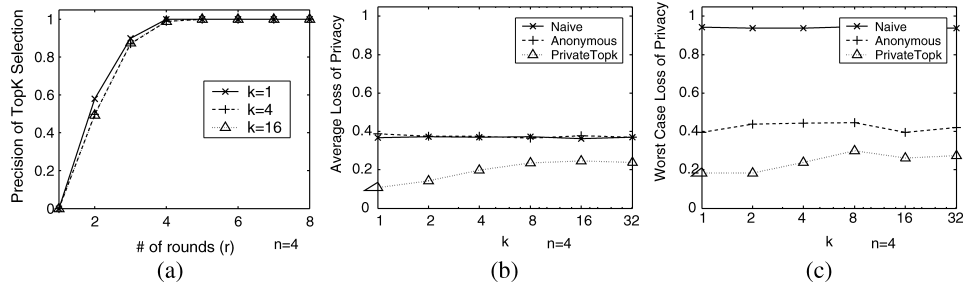 Precision of TopK Selection
1
0.8
0.6
0.4
0.2
0
2
4
6
8
k=1
k=4
k=16
# of rounds (r)
n=4
(a)
Average Loss of Privacy
1
0.8
0.6
0.4
0.2
0
1
2
4
8
16
32
Naive
Anonymous
PrivateTopk
k
n=4
(b)
Worst Case Loss of Privacy
1
0.8
0.6
0.4
0.2
0
1
2
4
8
16
32
Naive
Anonymous
PrivateTopk
k
n=4
(c)